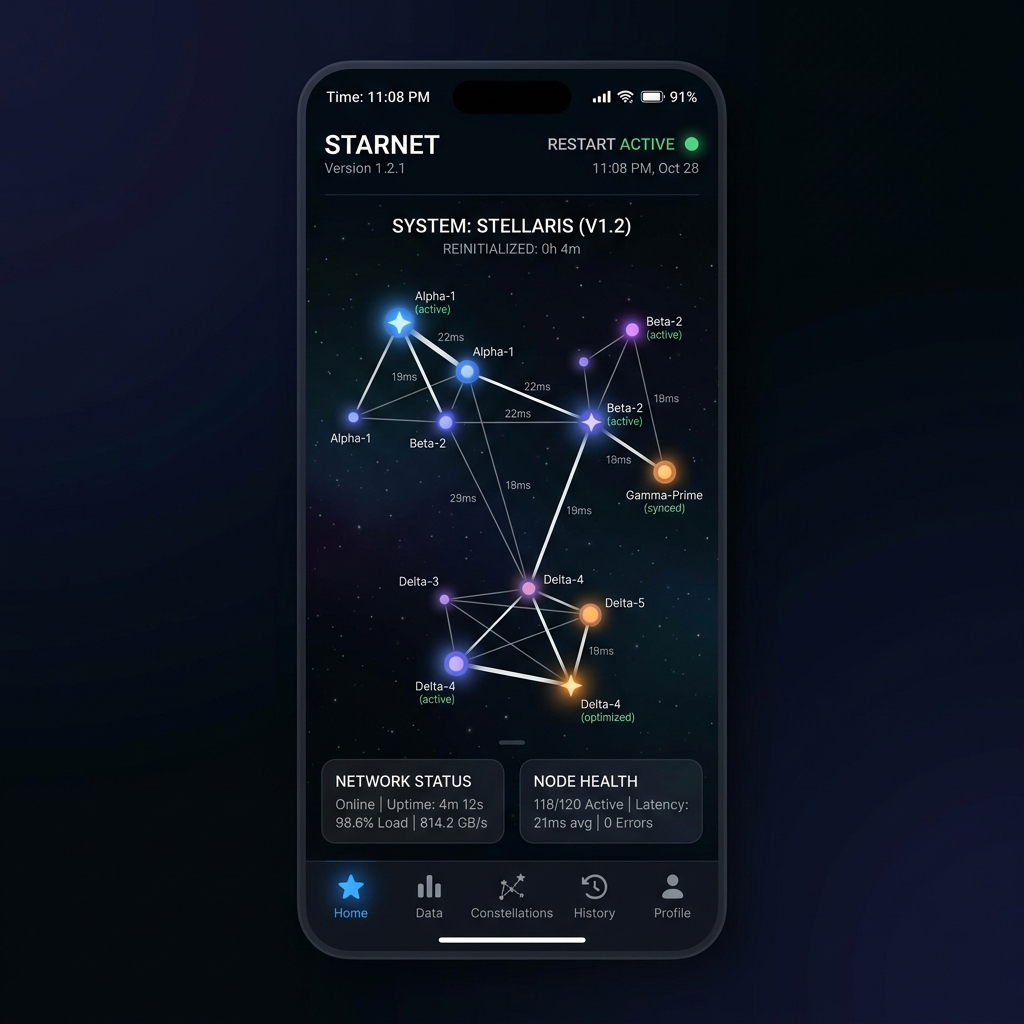 Time: 11:08 PM
91%
STARNET
RESTART ACTIVE
Version 1.2.1
11:08 PM, Oct 28
SYSTEM: STELLARIS (V1.2)
REINITIALIZED: 0h 4m
Alpha-1
(active)
Beta-2
(active)
22ms
Alpha-1
19ms
22ms
18ms
Beta-2
(active)
22ms
Alpha-1
Beta-2
18ms
Gamma-Prime
(synced)
18ms
29ms
19ms
Delta-3
Delta-4
Delta-5
18ms
Delta-4
(active)
Delta-4
(optimized)
NETWORK STATUS
Online | Uptime: 4m 12s
98.6% Load | 814.2 GB/s
NODE HEALTH
118/120 Active | Latency:
21ms avg | 0 Errors
Home
Data
Constellations
History
Profile